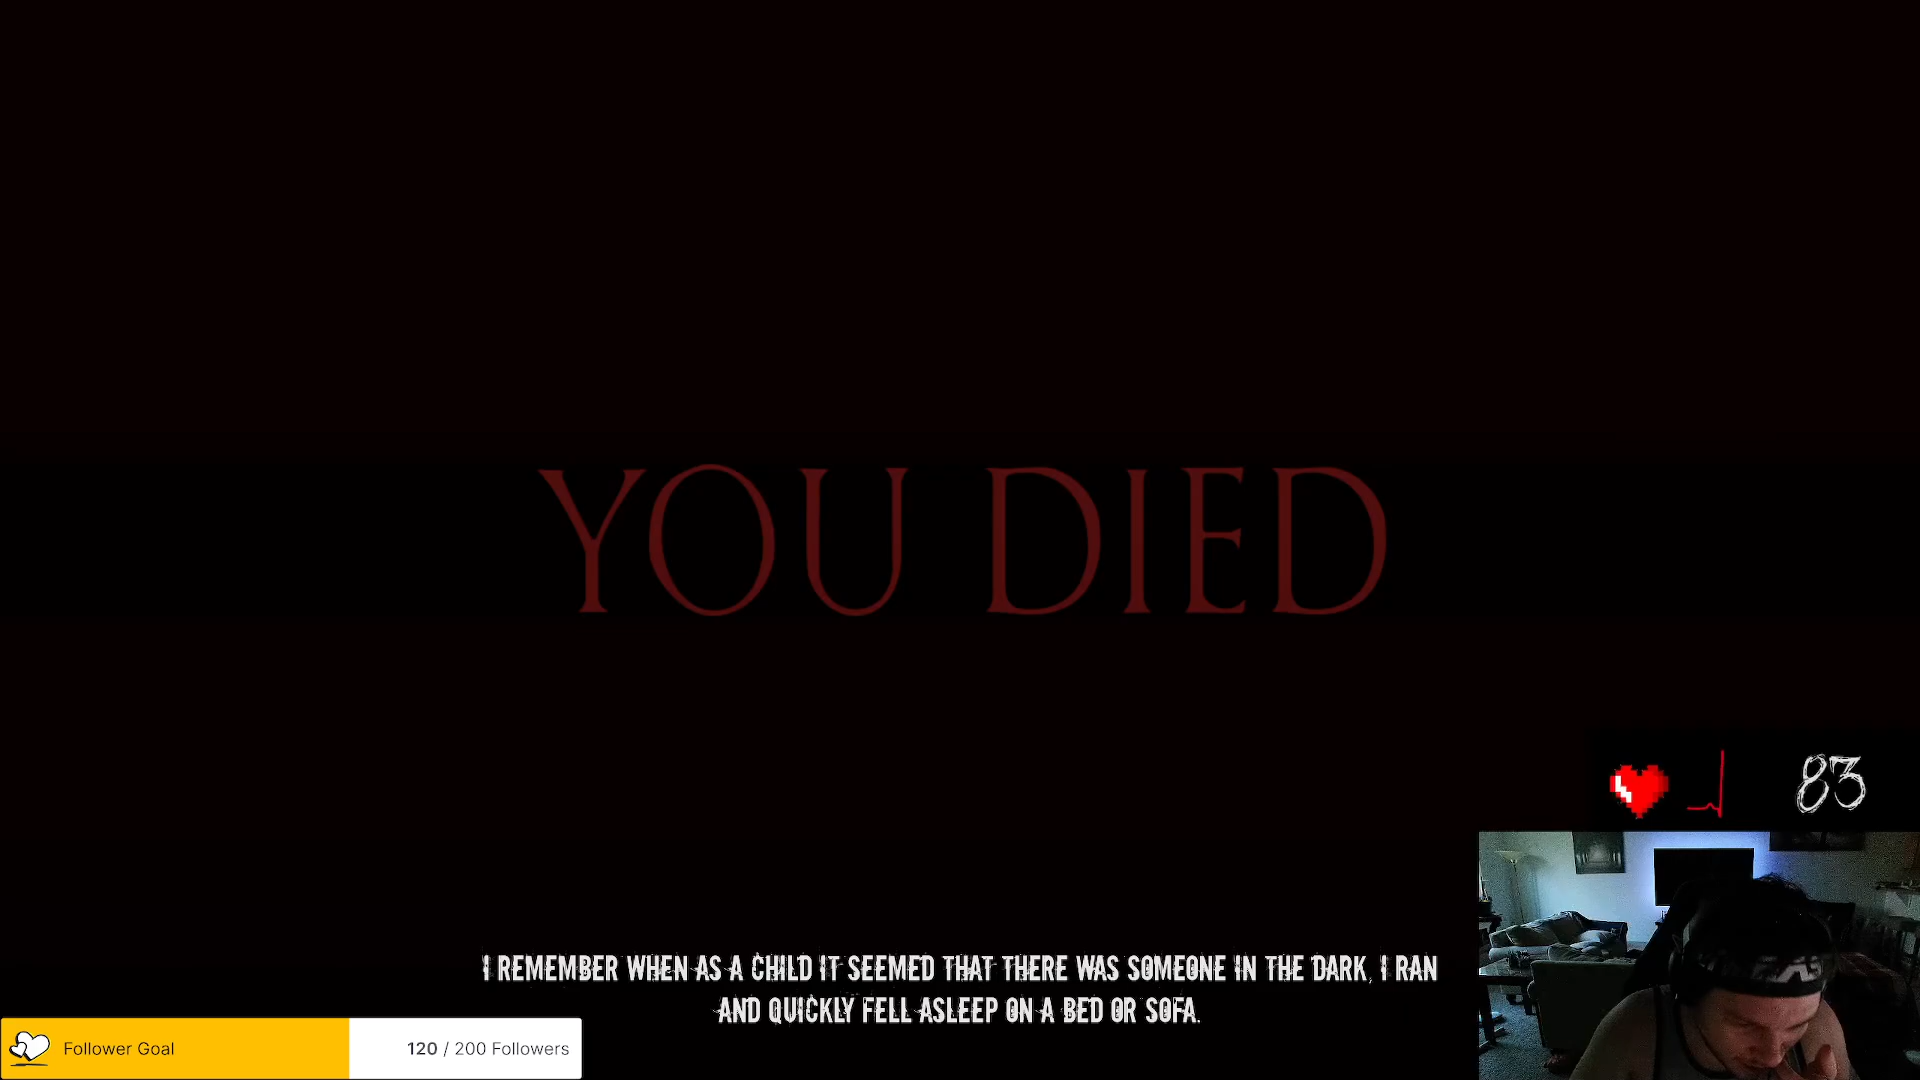 YOU DIED
83
I REMEMBER WHEN AS A CHILD IT SEEMED THAT THERE WAS SOMEONE IN THE DARK, I RAN
AND QUICKLY FELL ASLEEP ON A BED OR SOFA.
Follower Goal
120 / 200 Followers